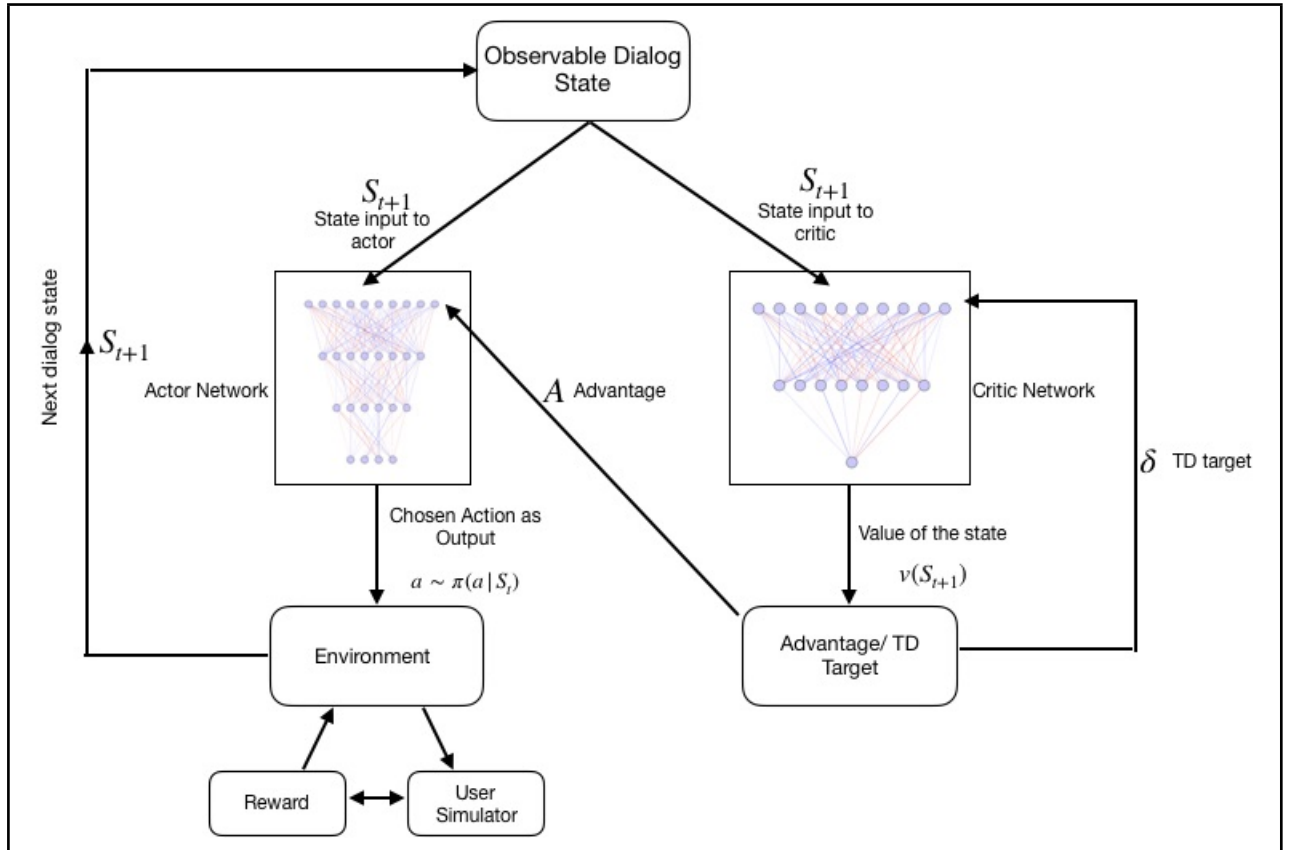 Observable Dialog
State
S_{t+1}
State input to
actor
S_{t+1}
State input to
critic
Next dialog state
S_{t+1}
Actor Network
A Advantage
Critic Network
δ TD target
Chosen Action as
Output
a ∼ π(a | S_t)
Value of the state
v(S_{t+1})
Environment
Advantage/ TD
Target
Reward
User
Simulator